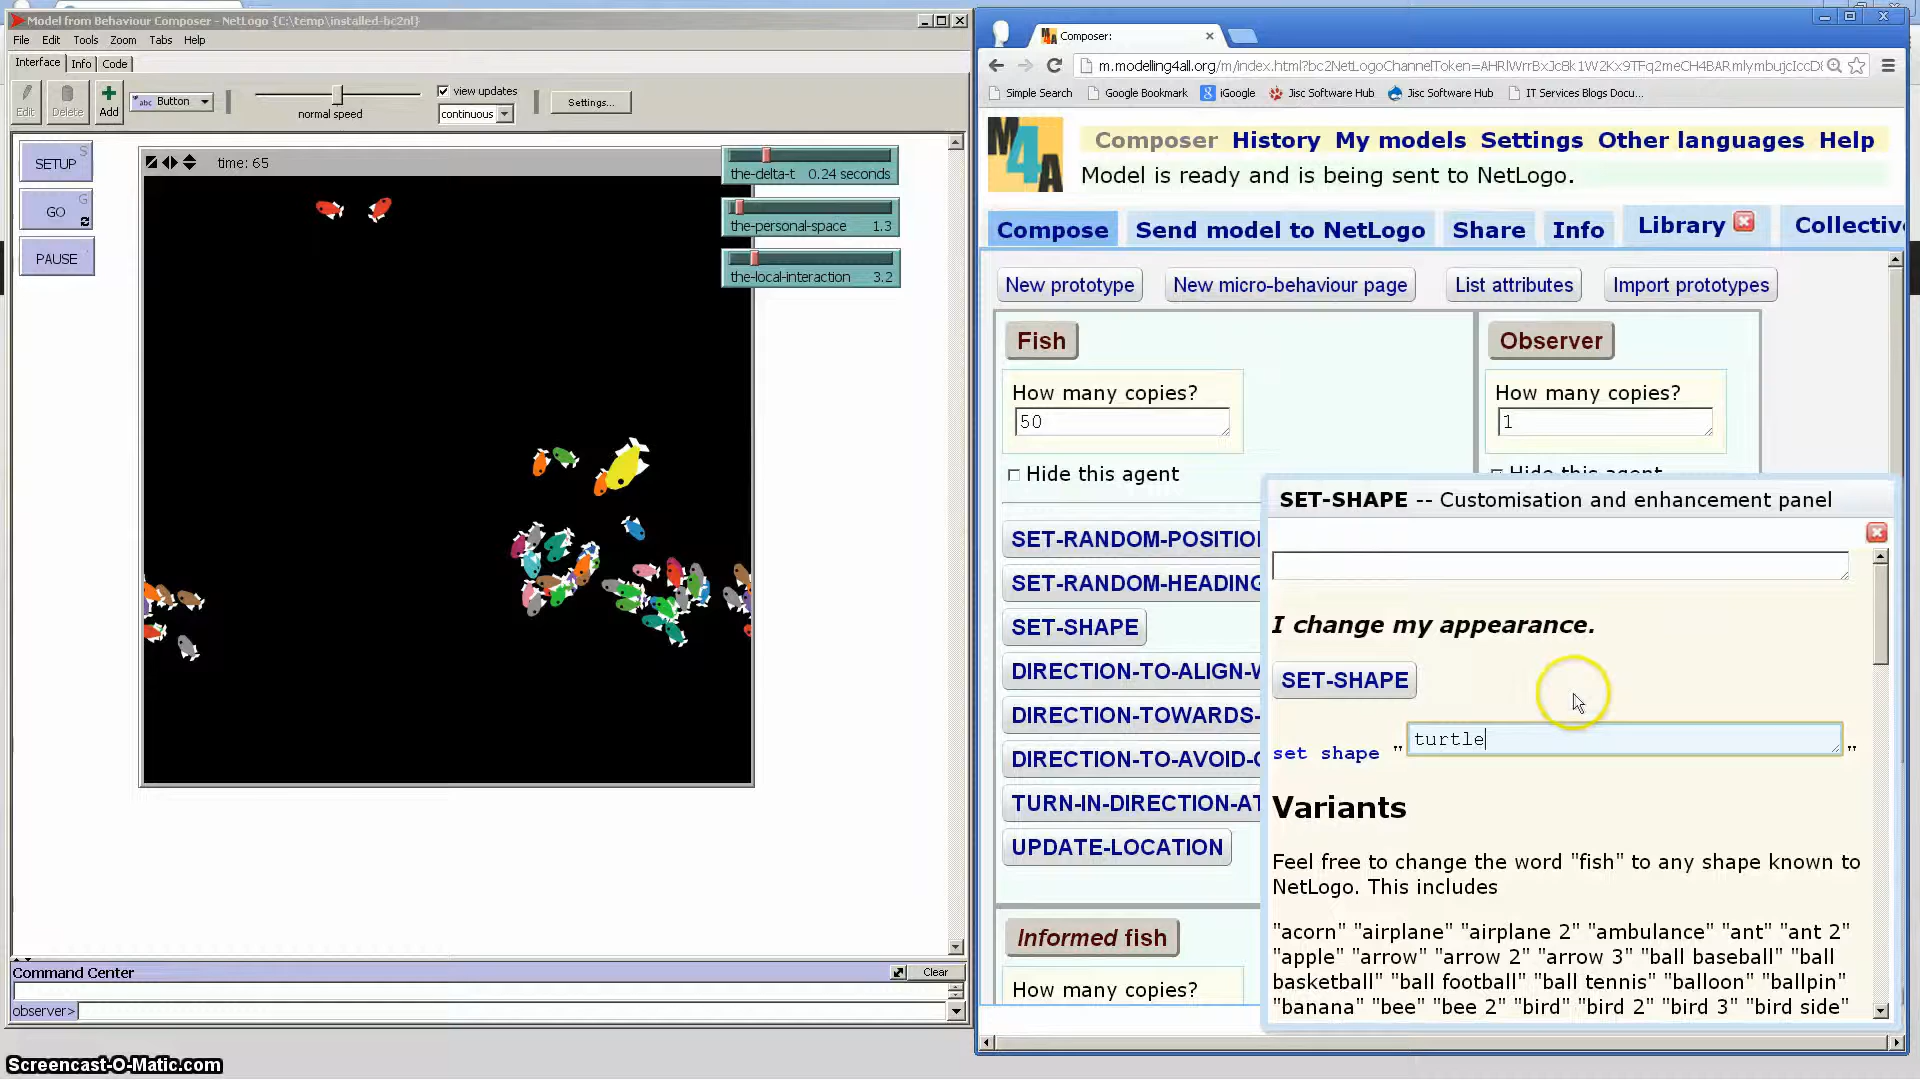 Model from Behaviour Composer - NetLogo {C:\temp\installed-bc2nl}
File Edit Tools Zoom Tabs Help
Interface Info Code
Edit Delete Add abc Button normal speed view updates continuous Settings...
SETUP S
GO G
PAUSE
time: 65
the-delta-t 0.24 seconds
the-personal-space 1.3
the-local-interaction 3.2
Command Center Clear
observer>
Screencast-O-Matic.com
Composer:
Simple Search Google Bookmark iGoogle Jisc Software Hub Jisc Software Hub IT Services Blogs Docu...
M4A
Composer History My models Settings Other languages Help
Model is ready and is being sent to NetLogo.
Compose Send model to NetLogo Share Info Library Collective
New prototype New micro-behaviour page List attributes Import prototypes
Fish
How many copies?
50
Hide this agent
Observer
How many copies?
1
Hide this agent
SET-RANDOM-POSITION
SET-RANDOM-HEADING
SET-SHAPE
DIRECTION-TO-ALIGN-W
DIRECTION-TOWARDS-
DIRECTION-TO-AVOID-
TURN-IN-DIRECTION-AT
UPDATE-LOCATION
Informed fish
How many copies?
SET-SHAPE -- Customisation and enhancement panel
I change my appearance.
SET-SHAPE
set shape "turtle"
Variants
Feel free to change the word "fish" to any shape known to
NetLogo. This includes
"acorn" "airplane" "airplane 2" "ambulance" "ant" "ant 2"
"apple" "arrow" "arrow 2" "arrow 3" "ball baseball" "ball
basketball" "ball football" "ball tennis" "balloon" "ballpin"
"banana" "bee" "bee 2" "bird" "bird 2" "bird 3" "bird side"